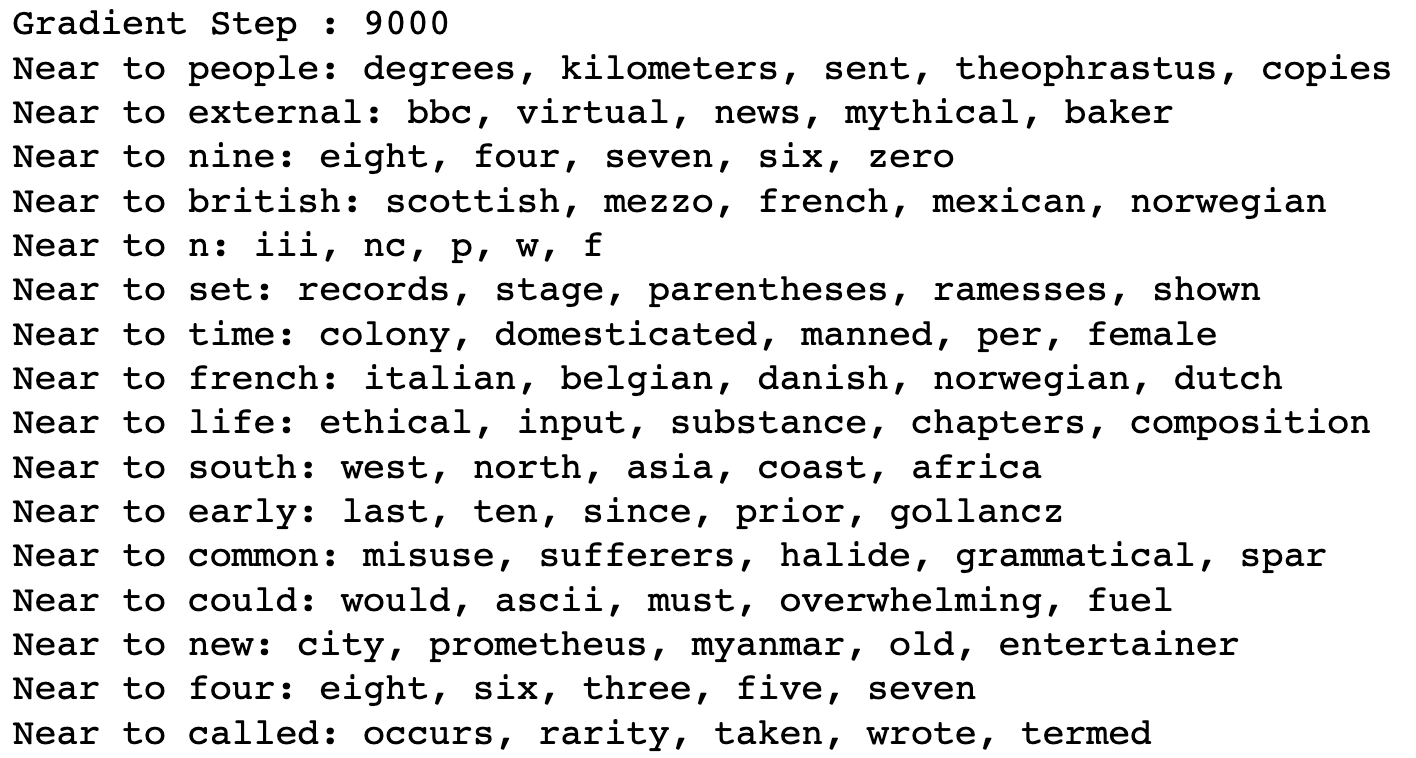 Gradient Step : 9000
Near to people: degrees, kilometers, sent, theophrastus, copies
Near to external: bbc, virtual, news, mythical, baker
Near to nine: eight, four, seven, six, zero
Near to british: scottish, mezzo, french, mexican, norwegian
Near to n: iii, nc, p, w, f
Near to set: records, stage, parentheses, ramesses, shown
Near to time: colony, domesticated, manned, per, female
Near to french: italian, belgian, danish, norwegian, dutch
Near to life: ethical, input, substance, chapters, composition
Near to south: west, north, asia, coast, africa
Near to early: last, ten, since, prior, gollancz
Near to common: misuse, sufferers, halide, grammatical, spar
Near to could: would, ascii, must, overwhelming, fuel
Near to new: city, prometheus, myanmar, old, entertainer
Near to four: eight, six, three, five, seven
Near to called: occurs, rarity, taken, wrote, termed